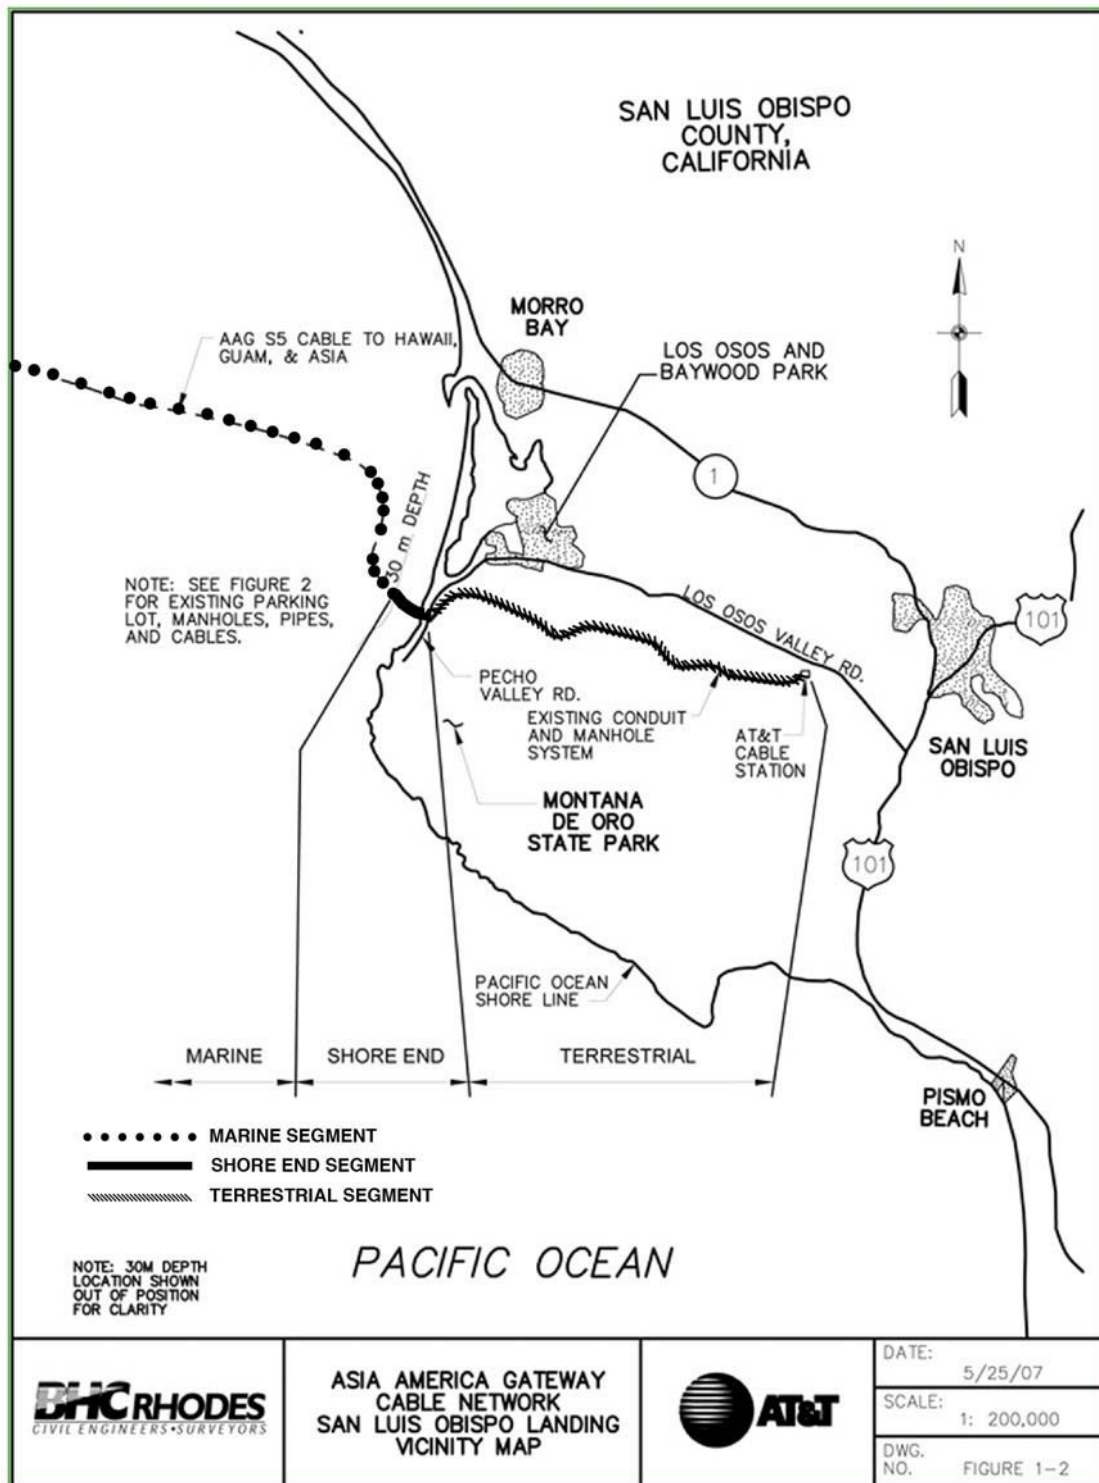 SAN LUIS OBISPO
COUNTY,
CALIFORNIA
N
MORRO
BAY
AAG S5 CABLE TO HAWAII,
GUAM, & ASIA
LOS OSOS AND
BAYWOOD PARK
1
30 m DEPTH
NOTE: SEE FIGURE 2
FOR EXISTING PARKING
LOT, MANHOLES, PIPES,
AND CABLES.
LOS OSOS VALLEY RD.
101
PECHO
VALLEY RD.
EXISTING CONDUIT
AND MANHOLE
SYSTEM
AT&T
CABLE
STATION
SAN LUIS
OBISPO
MONTANA
DE ORO
STATE PARK
101
PACIFIC OCEAN
SHORE LINE
MARINE
SHORE END
TERRESTRIAL
PISMO
BEACH
MARINE SEGMENT
SHORE END SEGMENT
TERRESTRIAL SEGMENT
PACIFIC OCEAN
NOTE: 30M DEPTH
LOCATION SHOWN
OUT OF POSITION
FOR CLARITY
BHC RHODES
CIVIL ENGINEERS•SURVEYORS
ASIA AMERICA GATEWAY
CABLE NETWORK
SAN LUIS OBISPO LANDING
VICINITY MAP
AT&T
DATE:
5/25/07
SCALE:
1: 200,000
DWG.
NO. FIGURE 1-2